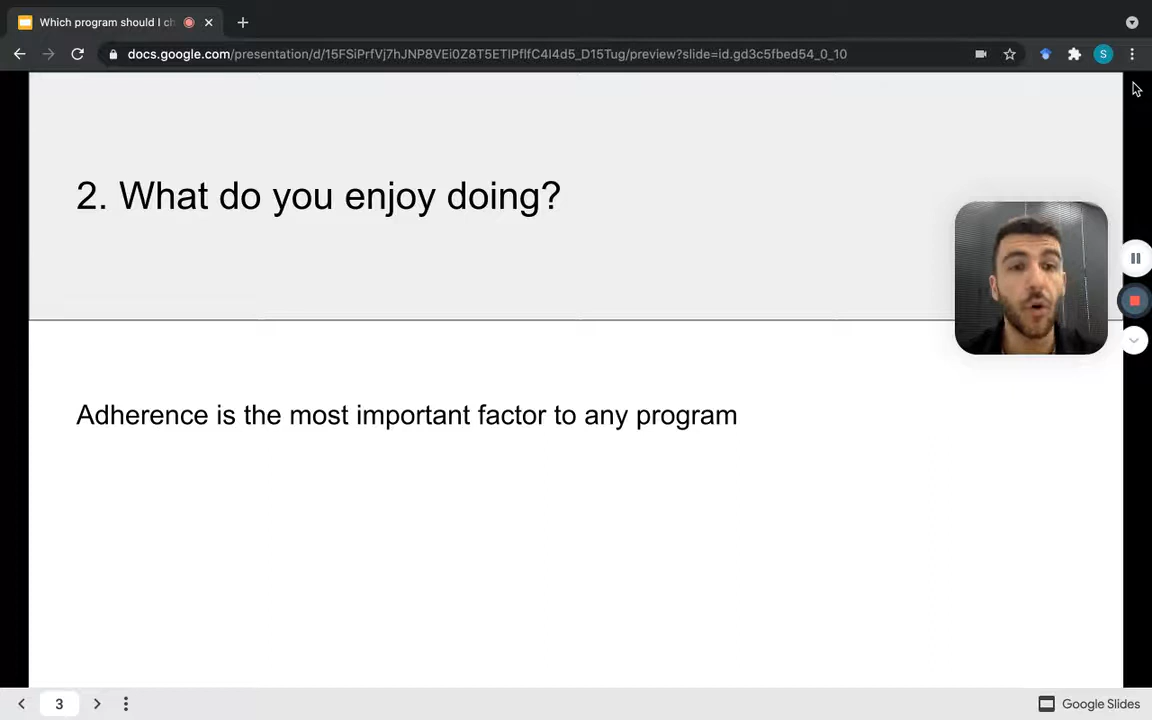 Which program should I ch
docs.google.com/presentation/d/15FSiPrfVj7hJNP8VEi0Z8T5ETIPflfC4I4d5_D15Tug/preview?slide=id.gd3c5fbed54_0_10
S
2. What do you enjoy doing?
Adherence is the most important factor to any program
3
Google Slides